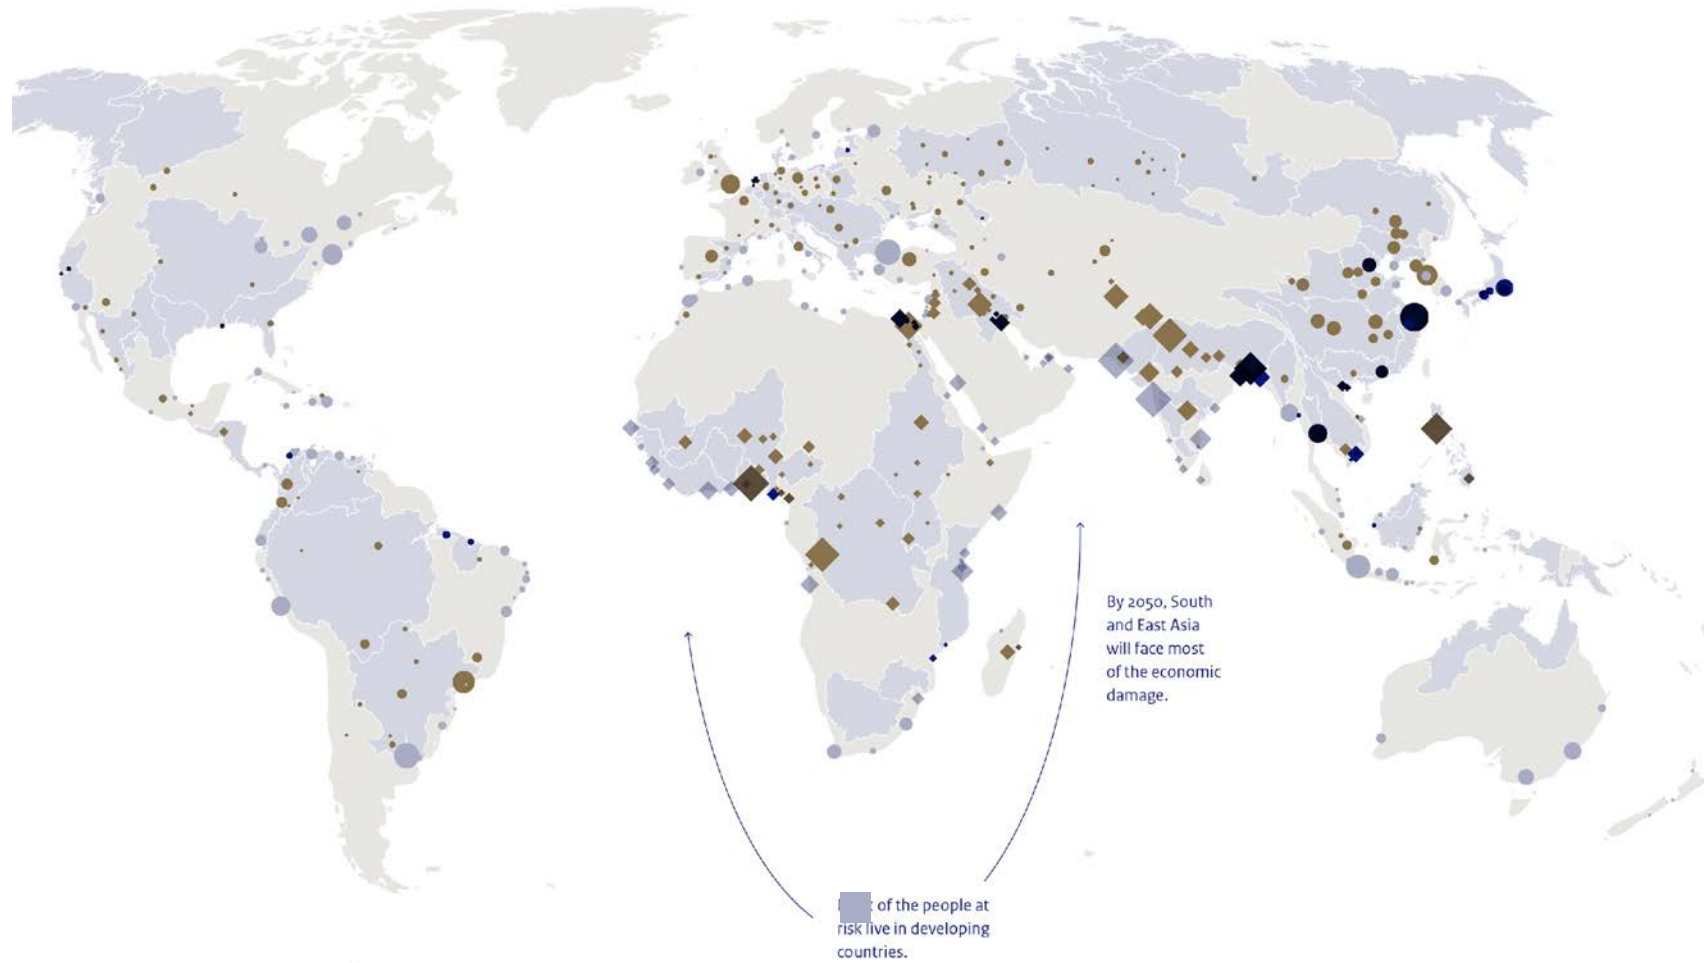 By 2050, South
and East Asia
will face most
of the economic
damage.
of the people at
risk live in developing
countries.